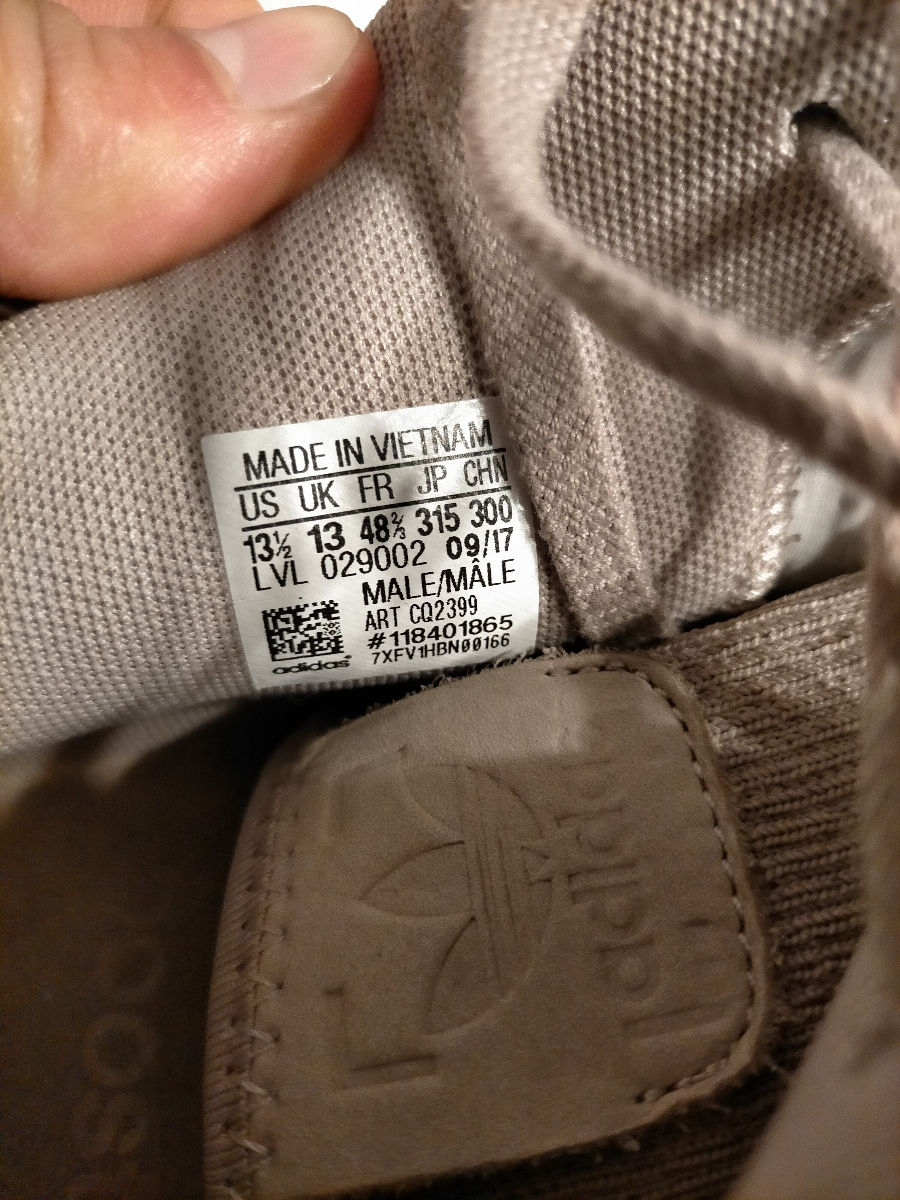 MADE IN VIETNAM
US UK FR JP CHN
13½ 13 48⅔ 315 300
LVL 029002 09/17
MALE/MÂLE
ART CQ2399
#118401865
7XFV1HBN00166
adidas
adidas